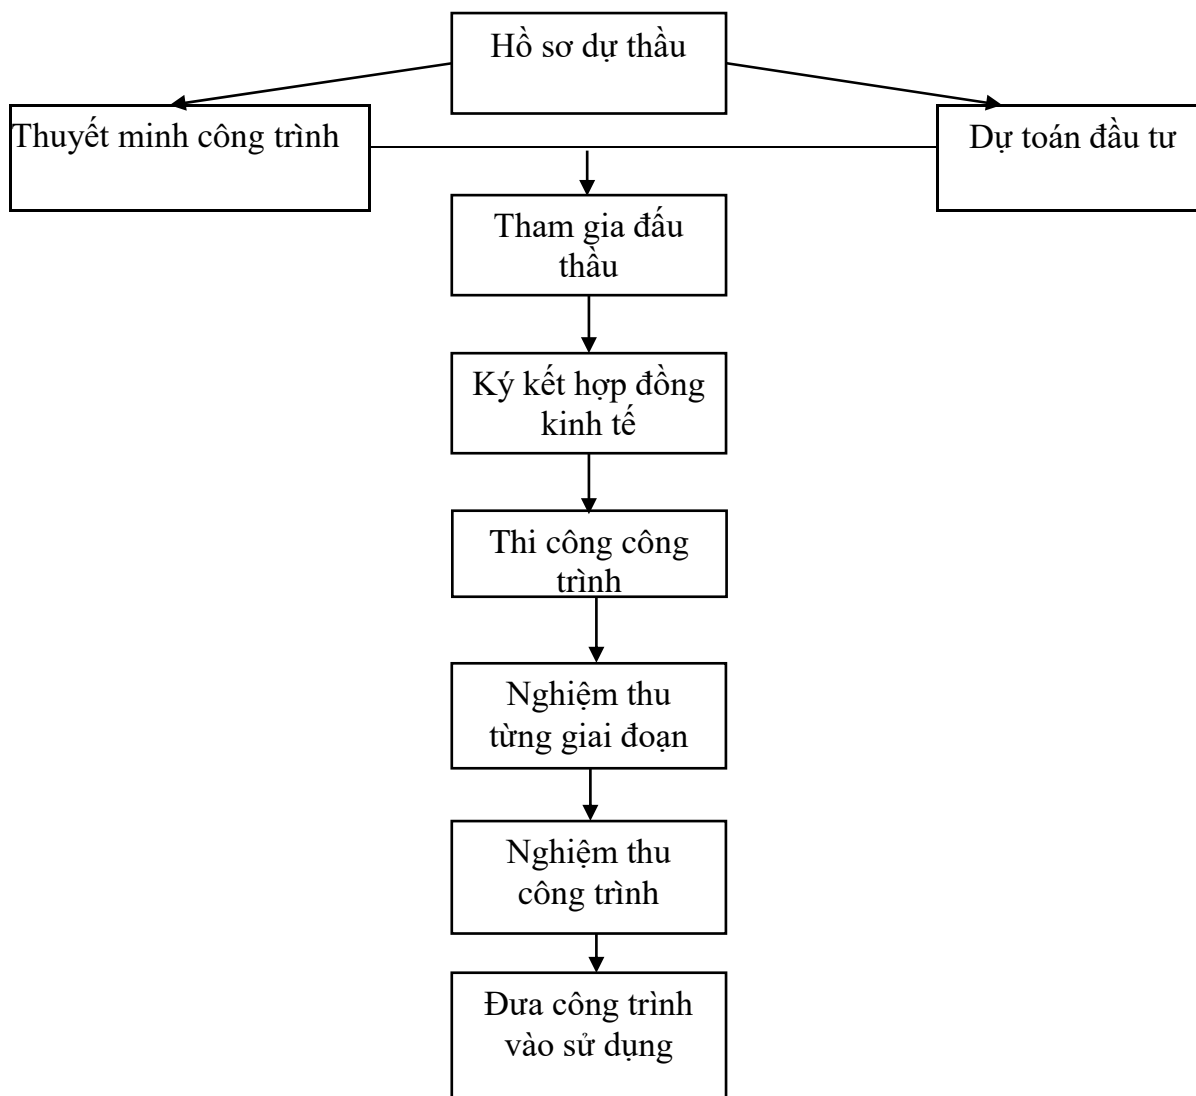 Hồ sơ dự thầu
Thuyết minh công trình
Dự toán đầu tư
Tham gia đấu
thầu
Ký kết hợp đồng
kinh tế
Thi công công
trình
Nghiệm thu
từng giai đoạn
Nghiệm thu
công trình
Đưa công trình
vào sử dụng